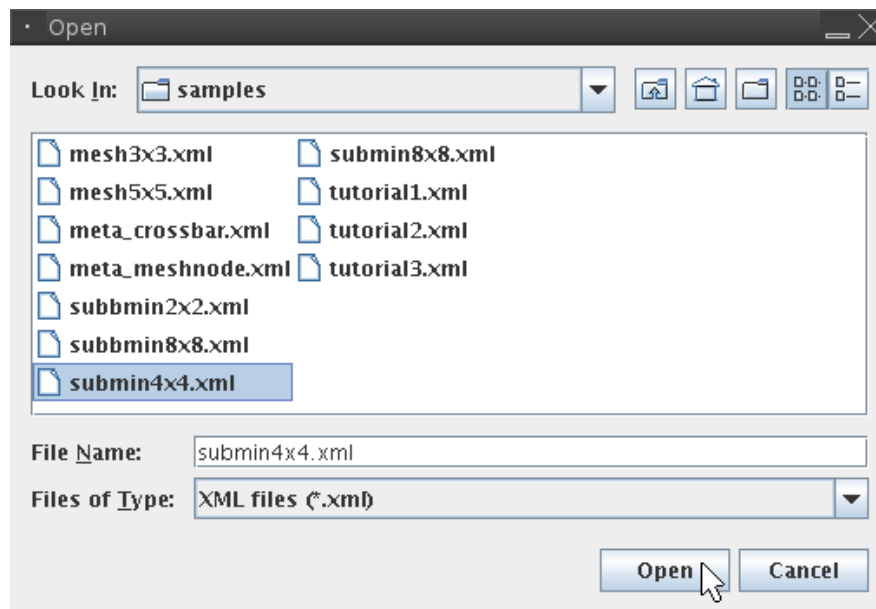 Open
Look In: samples
mesh3x3.xml
mesh5x5.xml
meta_crossbar.xml
meta_meshnode.xml
subbmin2x2.xml
subbmin8x8.xml
submin4x4.xml
submin8x8.xml
tutorial1.xml
tutorial2.xml
tutorial3.xml
File Name: submin4x4.xml
Files of Type: XML files (*.xml)
Open Cancel